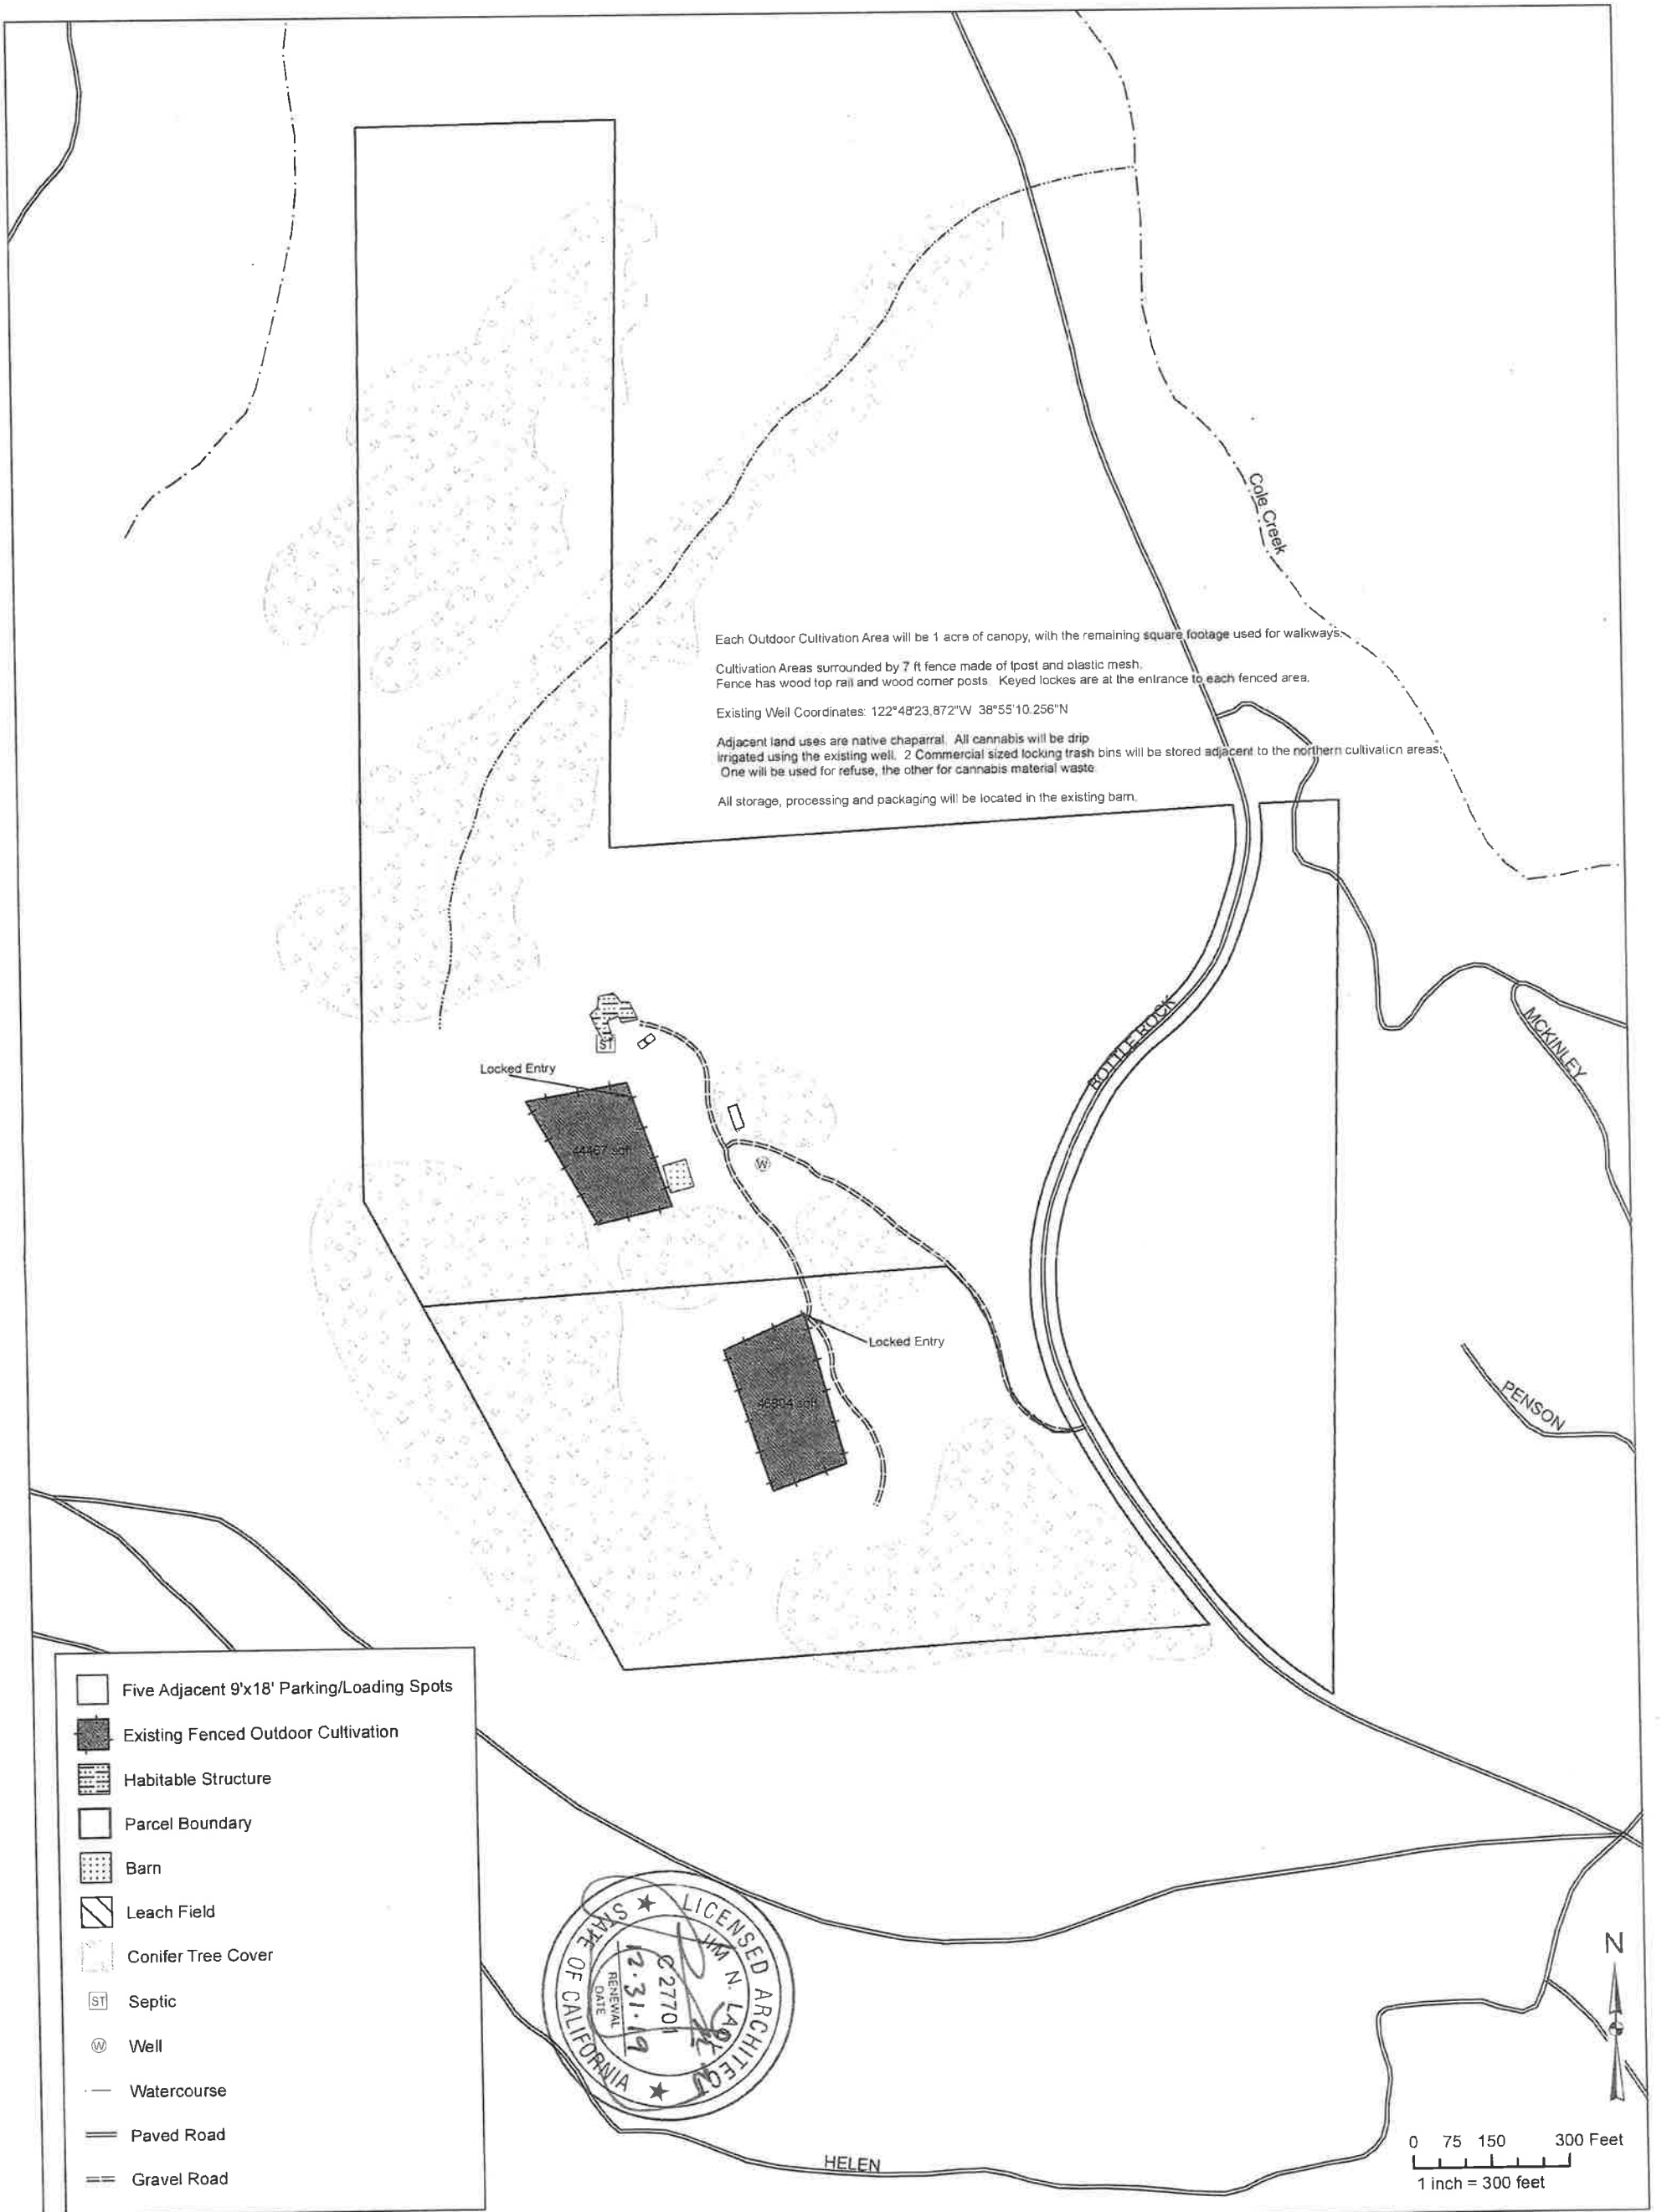 Cole Creek
Each Outdoor Cultivation Area will be 1 acre of canopy, with the remaining square footage used for walkways.
Cultivation Areas surrounded by 7 ft fence made of tpost and plastic mesh.
Fence has wood top rail and wood corner posts. Keyed lockes are at the entrance to each fenced area.
Existing Well Coordinates: 122°48'23.872"W 38°55'10.256"N
Adjacent land uses are native chaparral. All cannabis will be drip
irrigated using the existing well. 2 Commercial sized locking trash bins will be stored adjacent to the northern cultivation areas.
One will be used for refuse, the other for cannabis material waste
All storage, processing and packaging will be located in the existing barn.
BOTTLE ROCK
MCKINLEY
ST
Locked Entry
44467 sqft
W
Locked Entry
46804 sqft
PENSON
Five Adjacent 9'x18' Parking/Loading Spots
Existing Fenced Outdoor Cultivation
Habitable Structure
Parcel Boundary
Barn
Leach Field
Conifer Tree Cover
ST Septic
W Well
Watercourse
Paved Road
Gravel Road
LICENSED ARCHITECT
JIM N.
C27701
12.31.19
RENEWAL
DATE
STATE OF CALIFORNIA
HELEN
N
0 75 150 300 Feet
1 inch = 300 feet